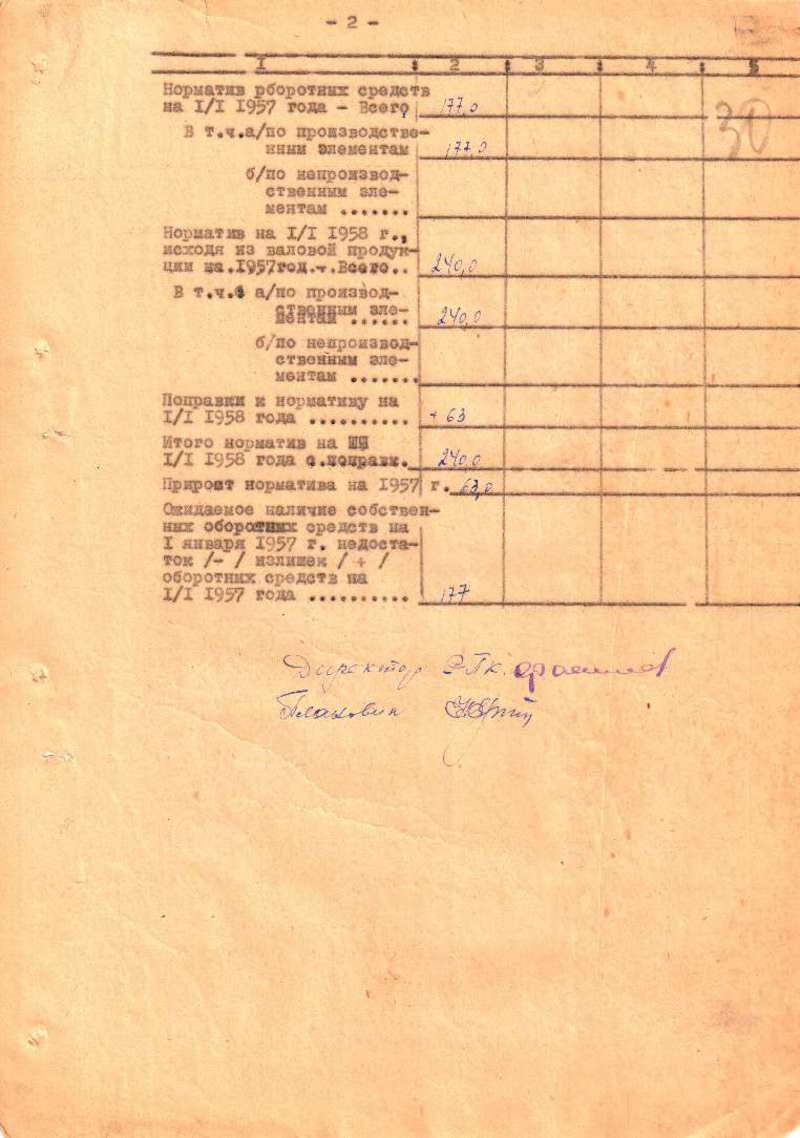 - 2 -
I : 2 : 3 : 4 : 5
30
Норматив рборотных средств
на I/I 1957 года - Всего 177,0
В т.ч.а/по производстве-
нным элементам 177,0
б/по непроизвод-
ственным эле-
ментам .......
Норматив на I/I 1958 г.,
исходя из валовой продук-
ции на.1957год.т.Всего.. 240,0
В т.ч. а/по производ-
ственным эле-
ментам ...... 240,0
б/по непроизвод-
ственным эле-
ментам .......
Поправки к нормативу на
I/I 1958 года .......... + 63
Итого норматив на
I/I 1958 года с.поправк. 240,0
Прирост норматива на 1957 г. 63,0
Ожидаемое наличие собствен-
ных оборотных средств на
I января 1957 г. недоста-
ток /- / излишек / + /
оборотних средств на
I/I 1957 года .......... 177
Директор
Плановик